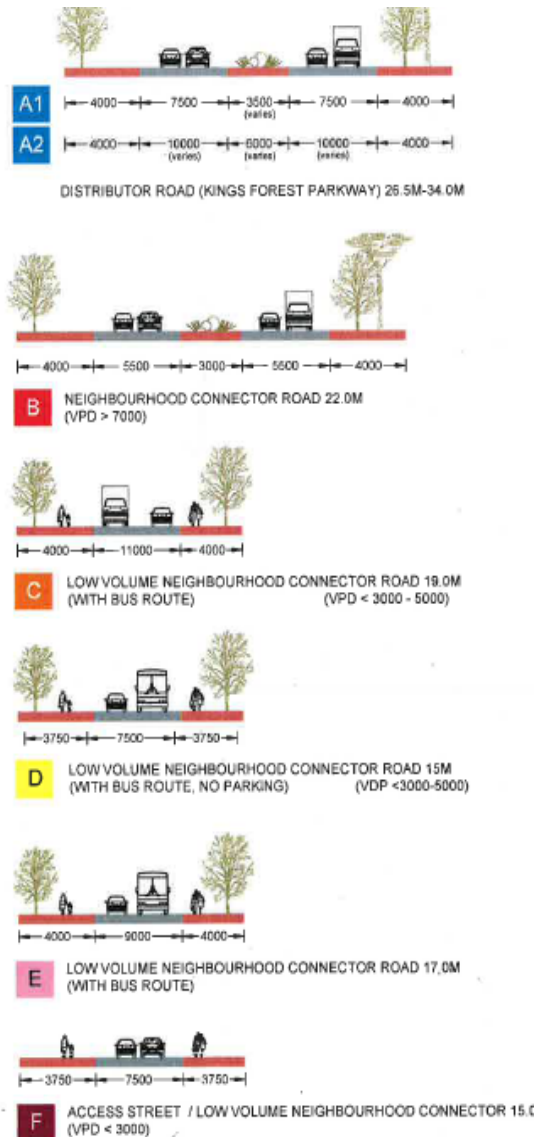 A1 4000 7500 3500 7500 4000
(varies)
A2 4000 10000 6000 10000 4000
(varies) (varies) (varies)
DISTRIBUTOR ROAD (KINGS FOREST PARKWAY) 26.5M-34.0M
4000 5500 3000 5500 4000
B NEIGHBOURHOOD CONNECTOR ROAD 22.0M
(VPD > 7000)
4000 11000 4000
C LOW VOLUME NEIGHBOURHOOD CONNECTOR ROAD 19.0M
(WITH BUS ROUTE) (VPD < 3000 - 5000)
3750 7500 3750
D LOW VOLUME NEIGHBOURHOOD CONNECTOR ROAD 15M
(WITH BUS ROUTE, NO PARKING) (VDP <3000-5000)
4000 9000 4000
E LOW VOLUME NEIGHBOURHOOD CONNECTOR ROAD 17.0M
(WITH BUS ROUTE)
3750 7500 3750
F ACCESS STREET / LOW VOLUME NEIGHBOURHOOD CONNECTOR 15.0
(VPD < 3000)